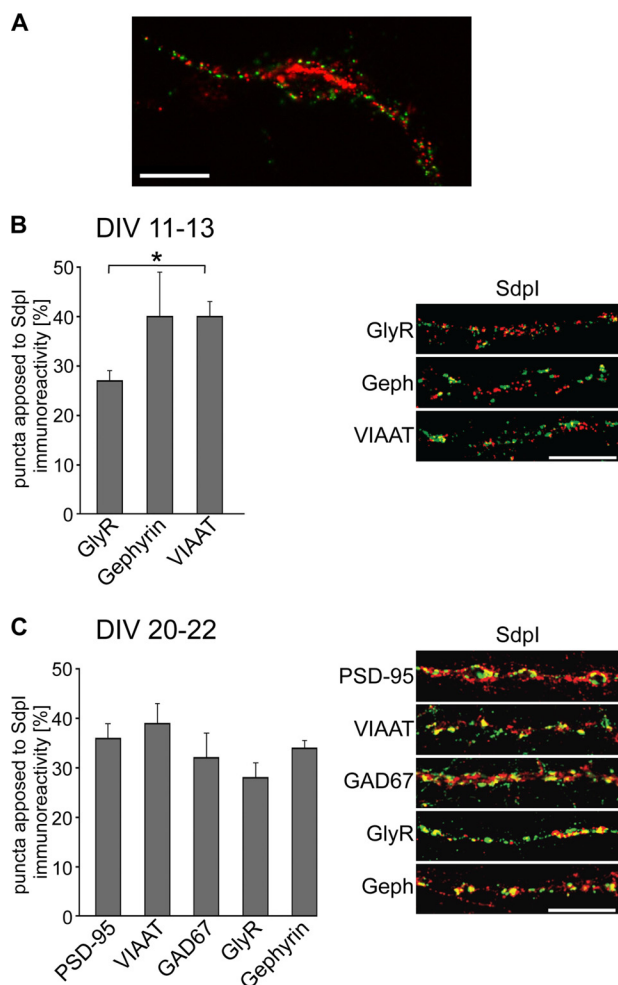 A
B
DIV 11-13
*
puncta apposed to SdpI
immunoreactivity [%]
50
40
30
20
10
0
GlyR
Gephyrin
VIAAT
SdpI
GlyR
Geph
VIAAT
C
DIV 20-22
puncta apposed to SdpI
immunoreactivity [%]
50
40
30
20
10
0
PSD-95
VIAAT
GAD67
GlyR
Gephyrin
SdpI
PSD-95
VIAAT
GAD67
GlyR
Geph